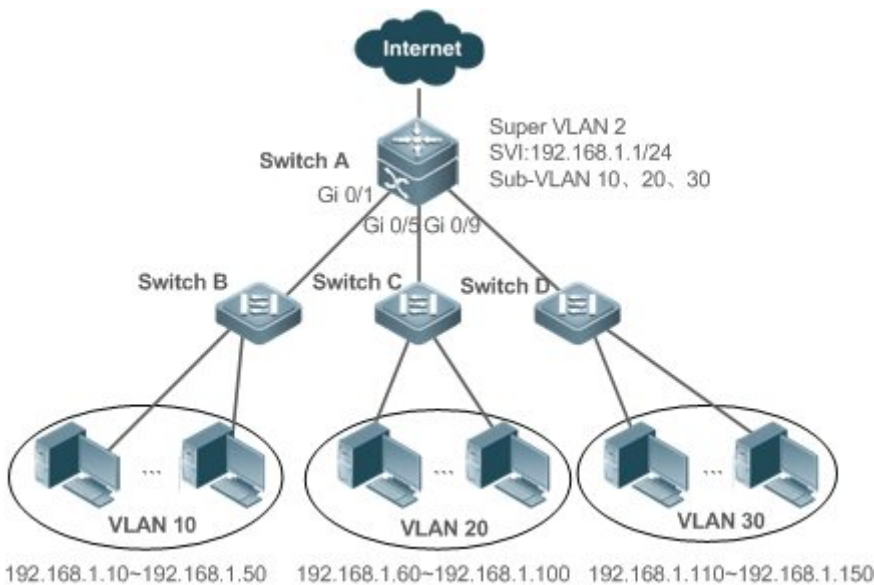 Internet
Super VLAN 2
SVI:192.168.1.1/24
Sub-VLAN 10、20、30
Switch A
Gi 0/1
Gi 0/5
Gi 0/9
Switch B
Switch C
Switch D
...
...
...
VLAN 10
VLAN 20
VLAN 30
192.168.1.10~192.168.1.50
192.168.1.60~192.168.1.100
192.168.1.110~192.168.1.150